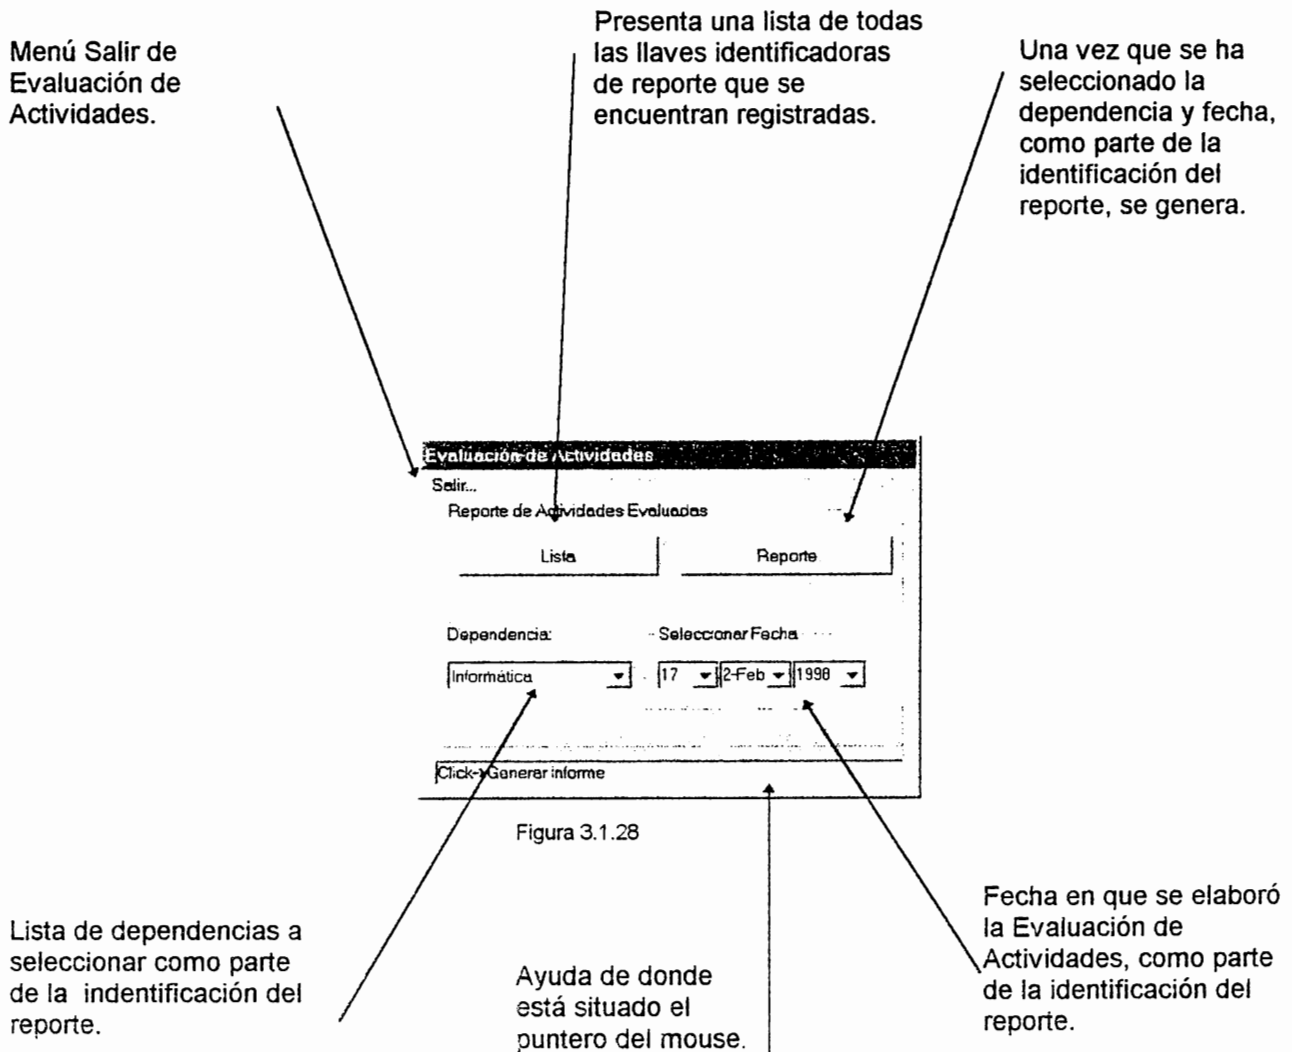 Menú Salir de
Evaluación de
Actividades.
Presenta una lista de todas
las llaves identificadoras
de reporte que se
encuentran registradas.
Una vez que se ha
seleccionado la
dependencia y fecha,
como parte de la
identificación del
reporte, se genera.
Evaluación de Actividades
Salir...
Reporte de Actividades Evaluadas
Lista
Reporte
Dependencia:
Seleccionar Fecha
Informática
17
2-Feb
1998
Click->Generar informe
Figura 3.1.28
Lista de dependencias a
seleccionar como parte
de la indentificación del
reporte.
Ayuda de donde
está situado el
puntero del mouse.
Fecha en que se elaboró
la Evaluación de
Actividades, como parte
de la identificación del
reporte.